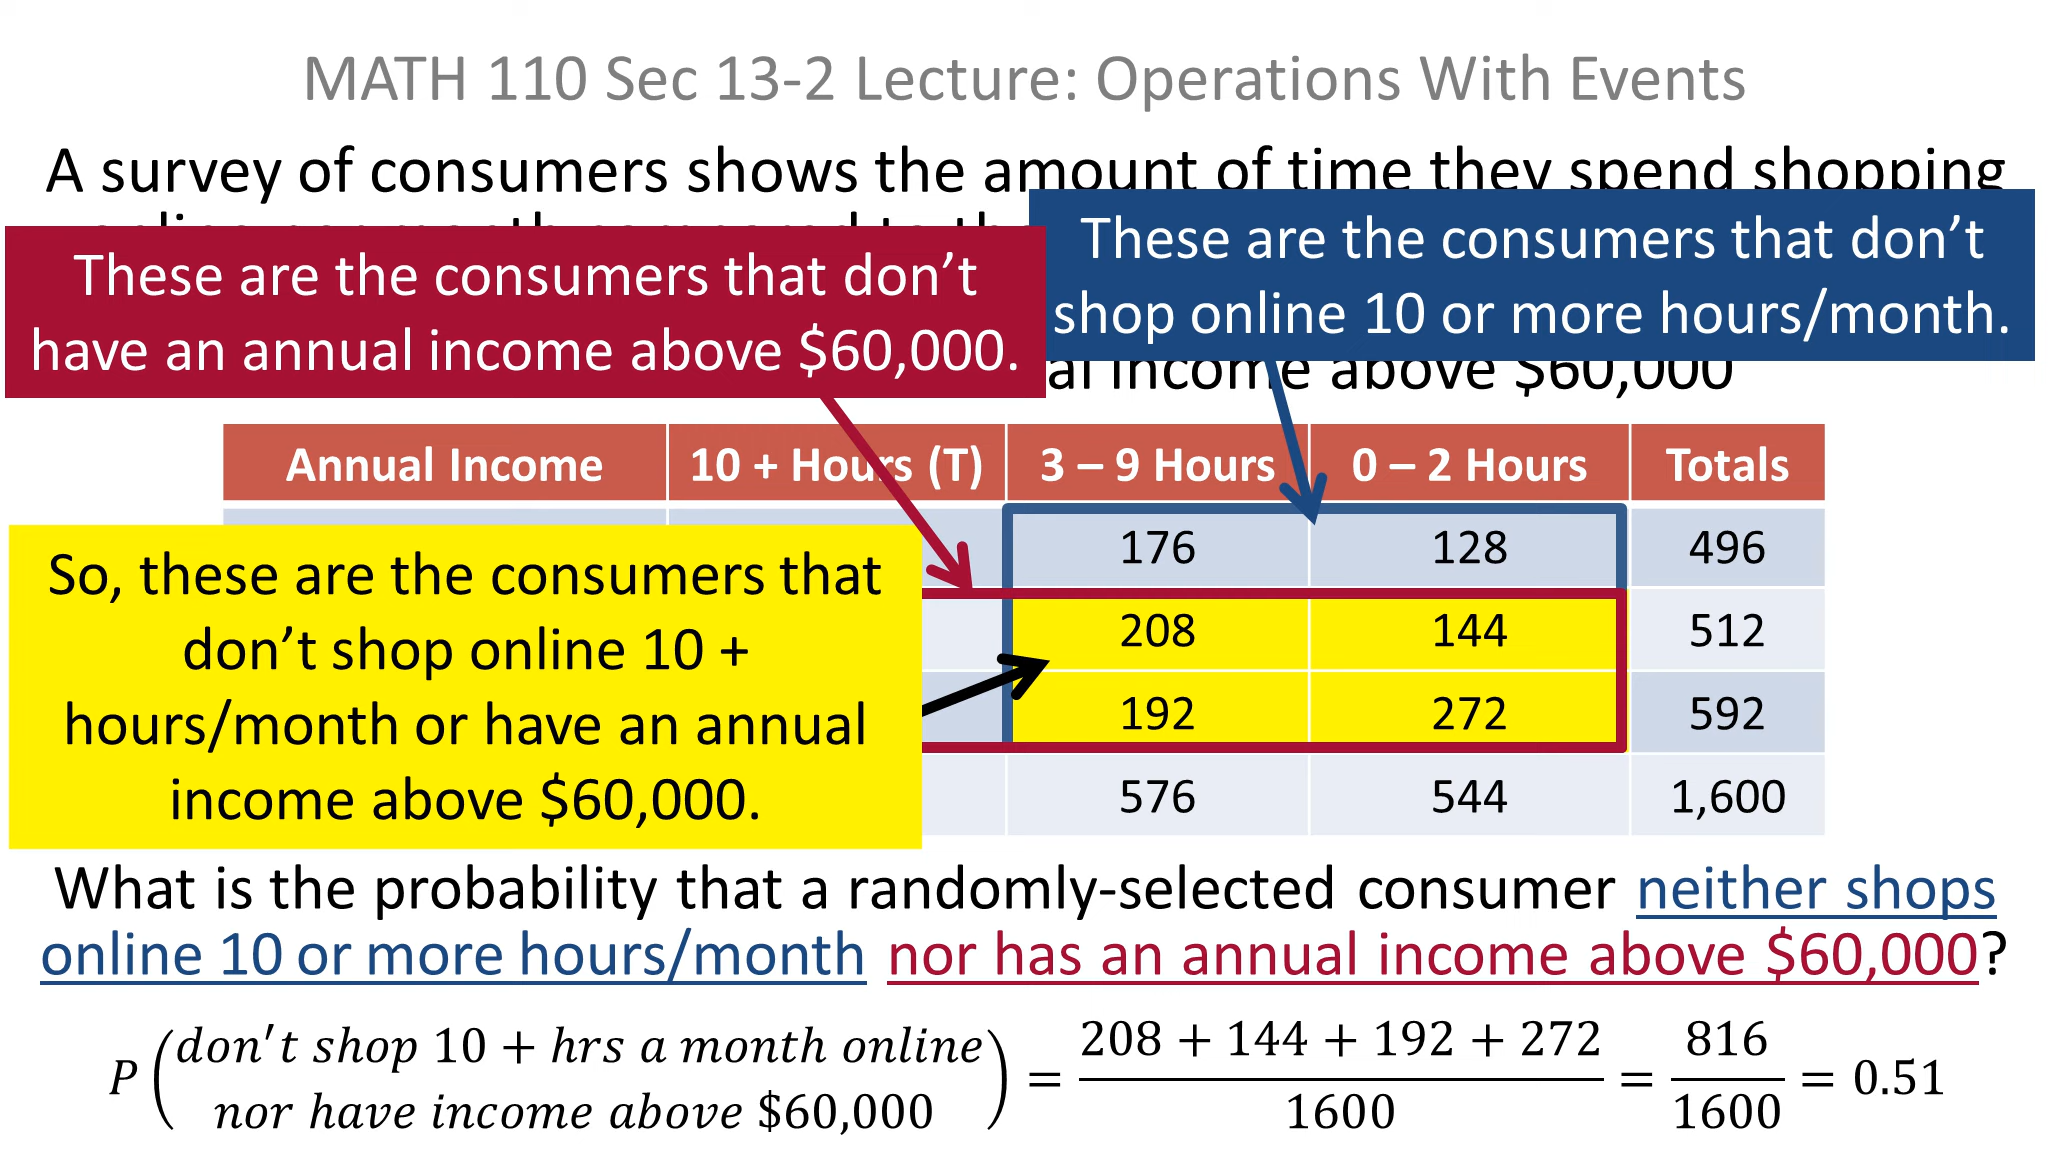 MATH 110 Sec 13-2 Lecture: Operations With Events
A survey of consumers shows the amount of time they spend shopping
These are the consumers that don’t
shop online 10 or more hours/month.
These are the consumers that don’t
have an annual income above $60,000.
income above $60,000
Annual Income 10 + Hours (T) 3 – 9 Hours 0 – 2 Hours Totals
176 128 496
208 144 512
192 272 592
576 544 1,600
So, these are the consumers that
don’t shop online 10 +
hours/month or have an annual
income above $60,000.
What is the probability that a randomly-selected consumer neither shops
online 10 or more hours/month nor has an annual income above $60,000?
P(don't shop 10 + hrs a month online
nor have income above $60,000) = 208 + 144 + 192 + 272 / 1600 = 816 / 1600 = 0.51